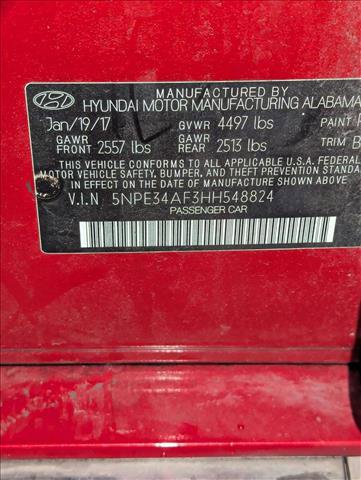 MANUFACTURED BY
HYUNDAI MOTOR MANUFACTURING ALABAMA
Jan/19/17 GVWR 4497 lbs PAINT
GAWR FRONT 2557 lbs GAWR REAR 2513 lbs TRIM
THIS VEHICLE CONFORMS TO ALL APPLICABLE U.S.A. FEDERAL
MOTOR VEHICLE SAFETY, BUMPER, AND THEFT PREVENTION STANDARD
IN EFFECT ON THE DATE OF MANUFACTURE SHOWN ABOVE.
V.I.N 5NPE34AF3HH548824
PASSENGER CAR